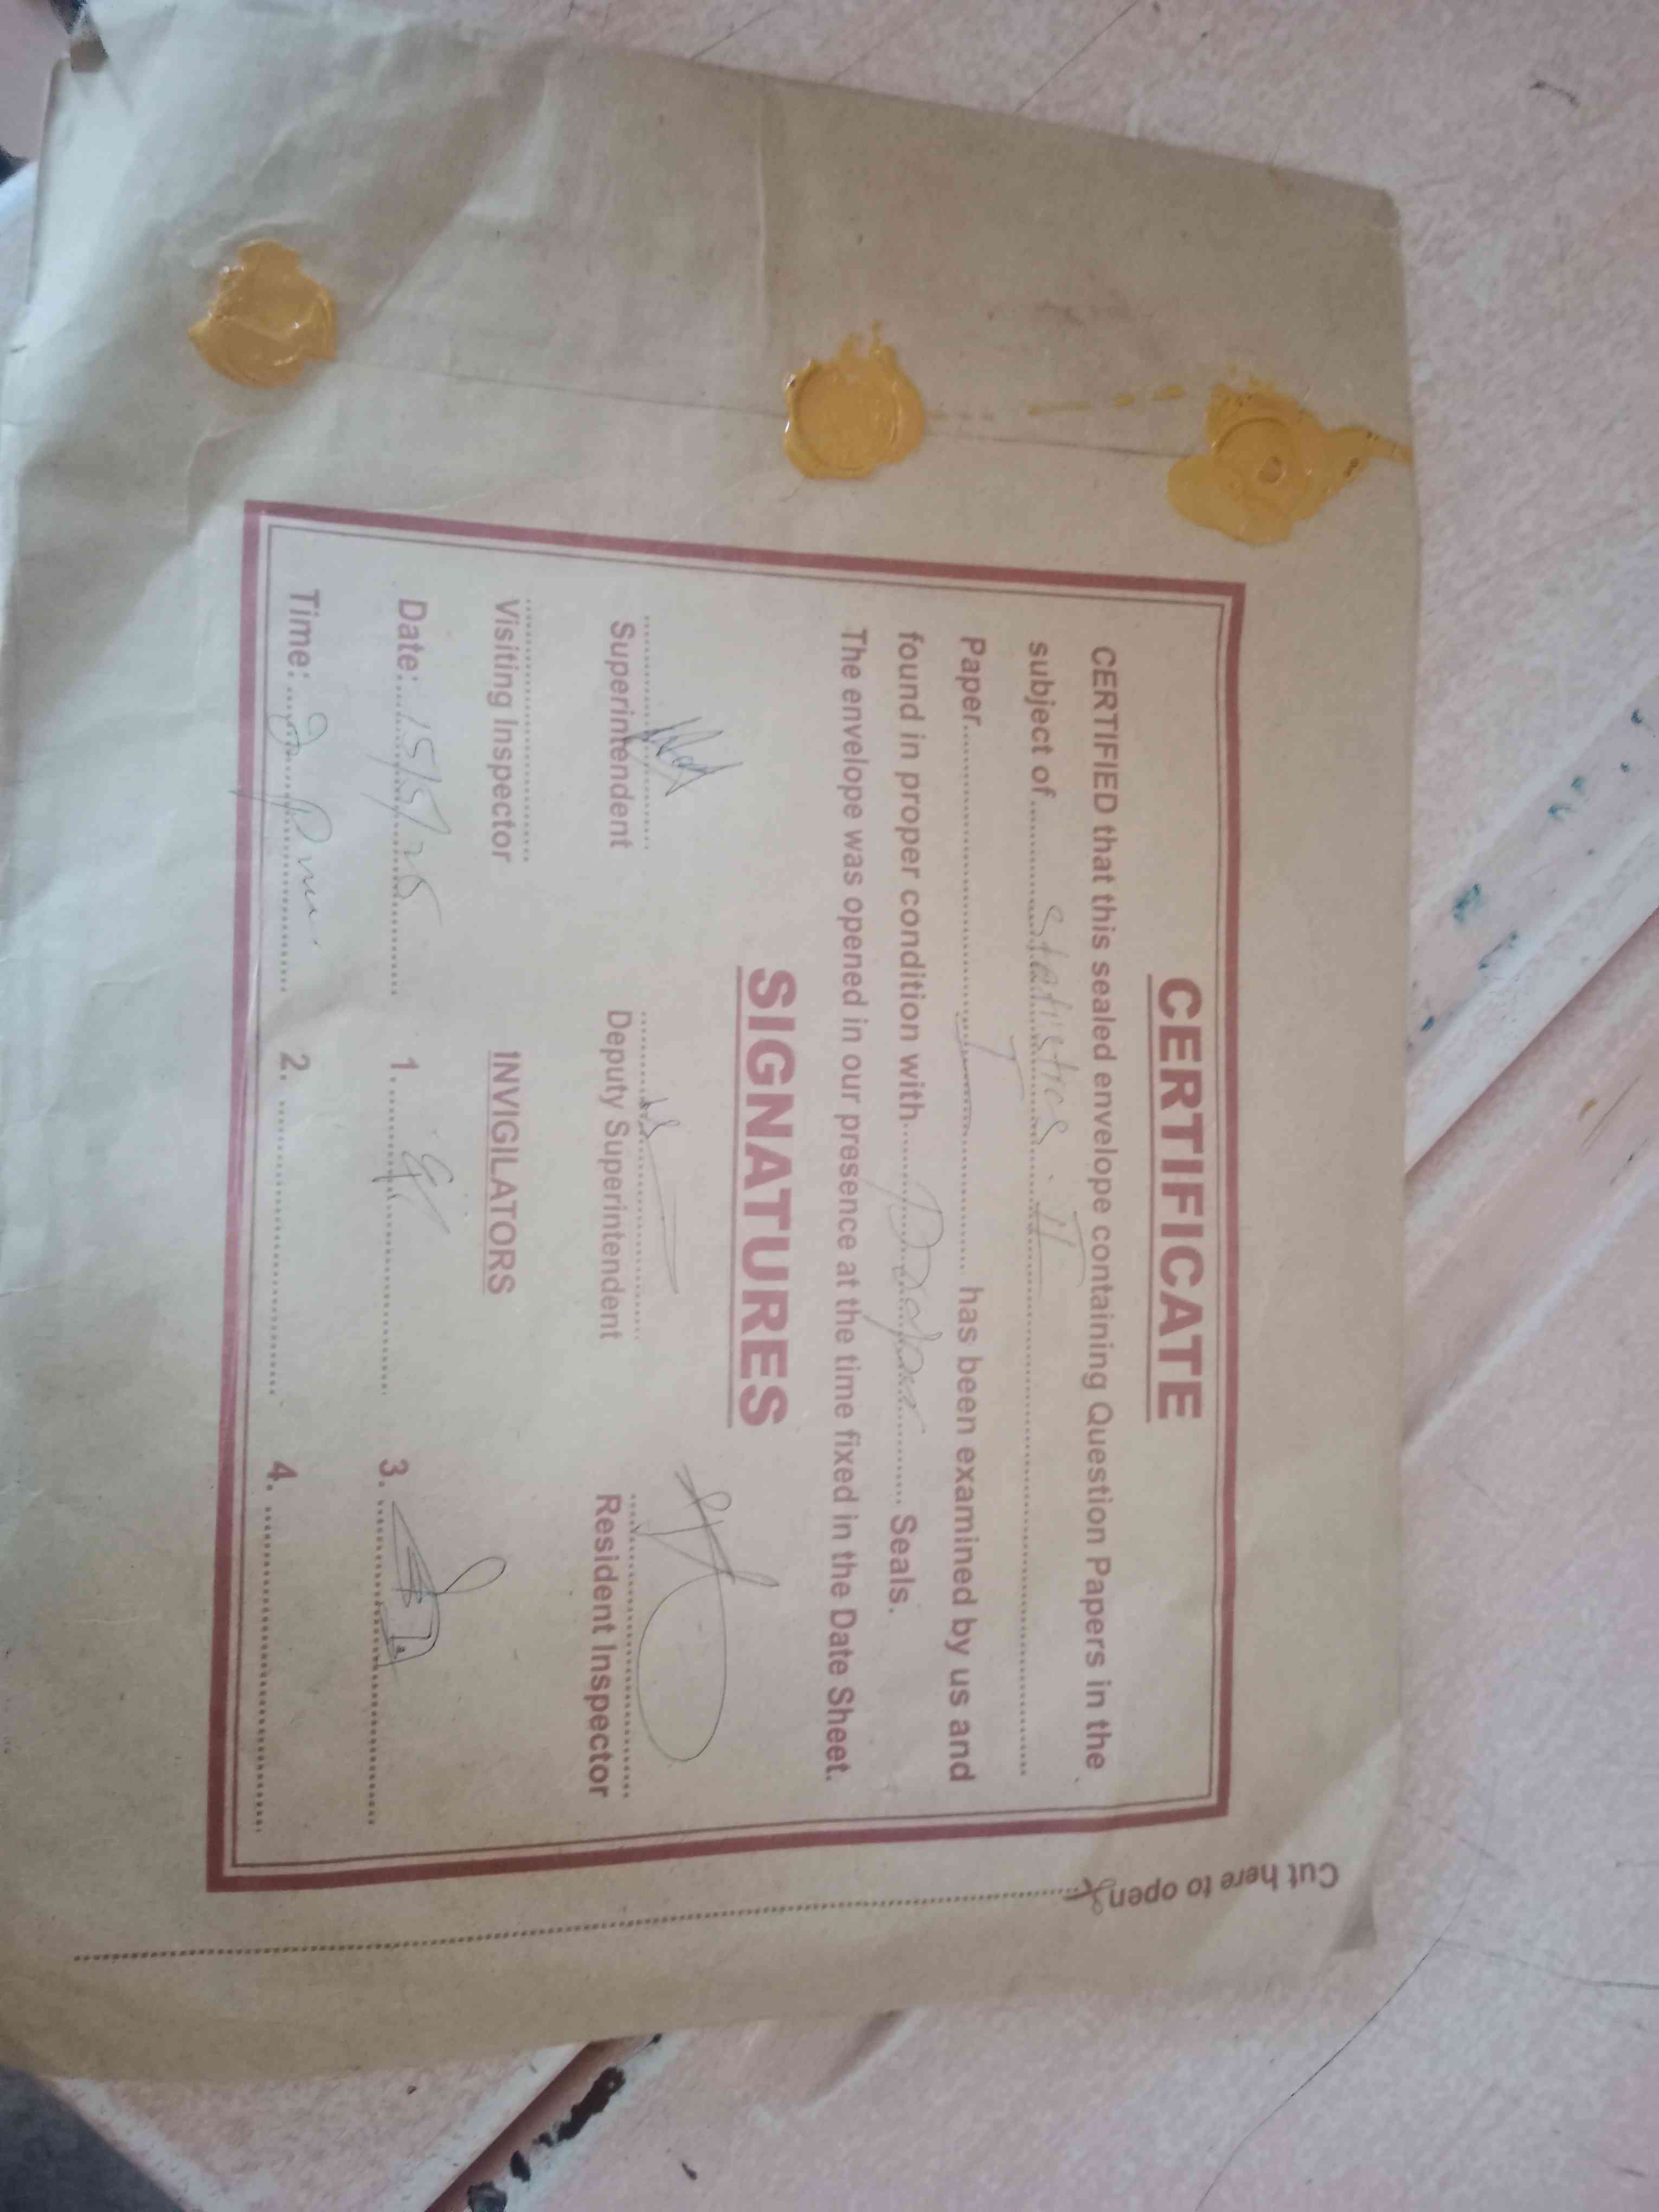 CERTIFICATE
CERTIFIED that this sealed envelope containing Question Papers in the
subject of.......... Statistics - II ..........
Paper.......... I .......... has been examined by us and
found in proper condition with.................... Seals.
The envelope was opened in our presence at the time fixed in the Date Sheet.
SIGNATURES
Superintendent Deputy Superintendent Resident Inspector
Visiting Inspector INVIGILATORS
Date:.... 15/5/25 .... 1. .......... 3. ..........
Time:.... 2 pm .... 2. .......... 4. ..........
Cut here to open